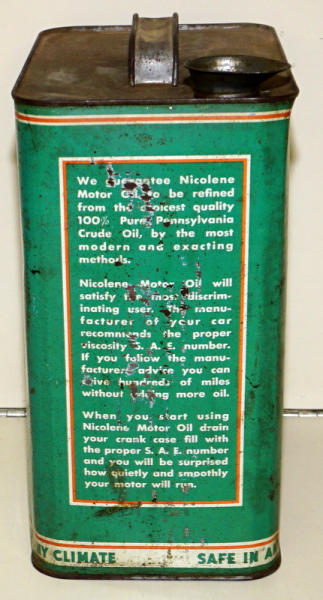 We Guarantee Nicolene
Motor Oil to be refined
from the choicest quality
100% Pure Pennsylvania
Crude Oil, by the most
modern and exacting
methods.
Nicolene Motor Oil will
satisfy the most discrim-
inating user. The manu-
facturer of your car
recommends the proper
viscosity S. A. E. number.
If you follow the manu-
facturers advice you can
drive hundreds of miles
without adding more oil.
When you start using
Nicolene Motor Oil drain
your crank case fill with
the proper S. A. E. number
and you will be surprised
how quietly and smpothly
your motor will run.
NY CLIMATE SAFE IN AN